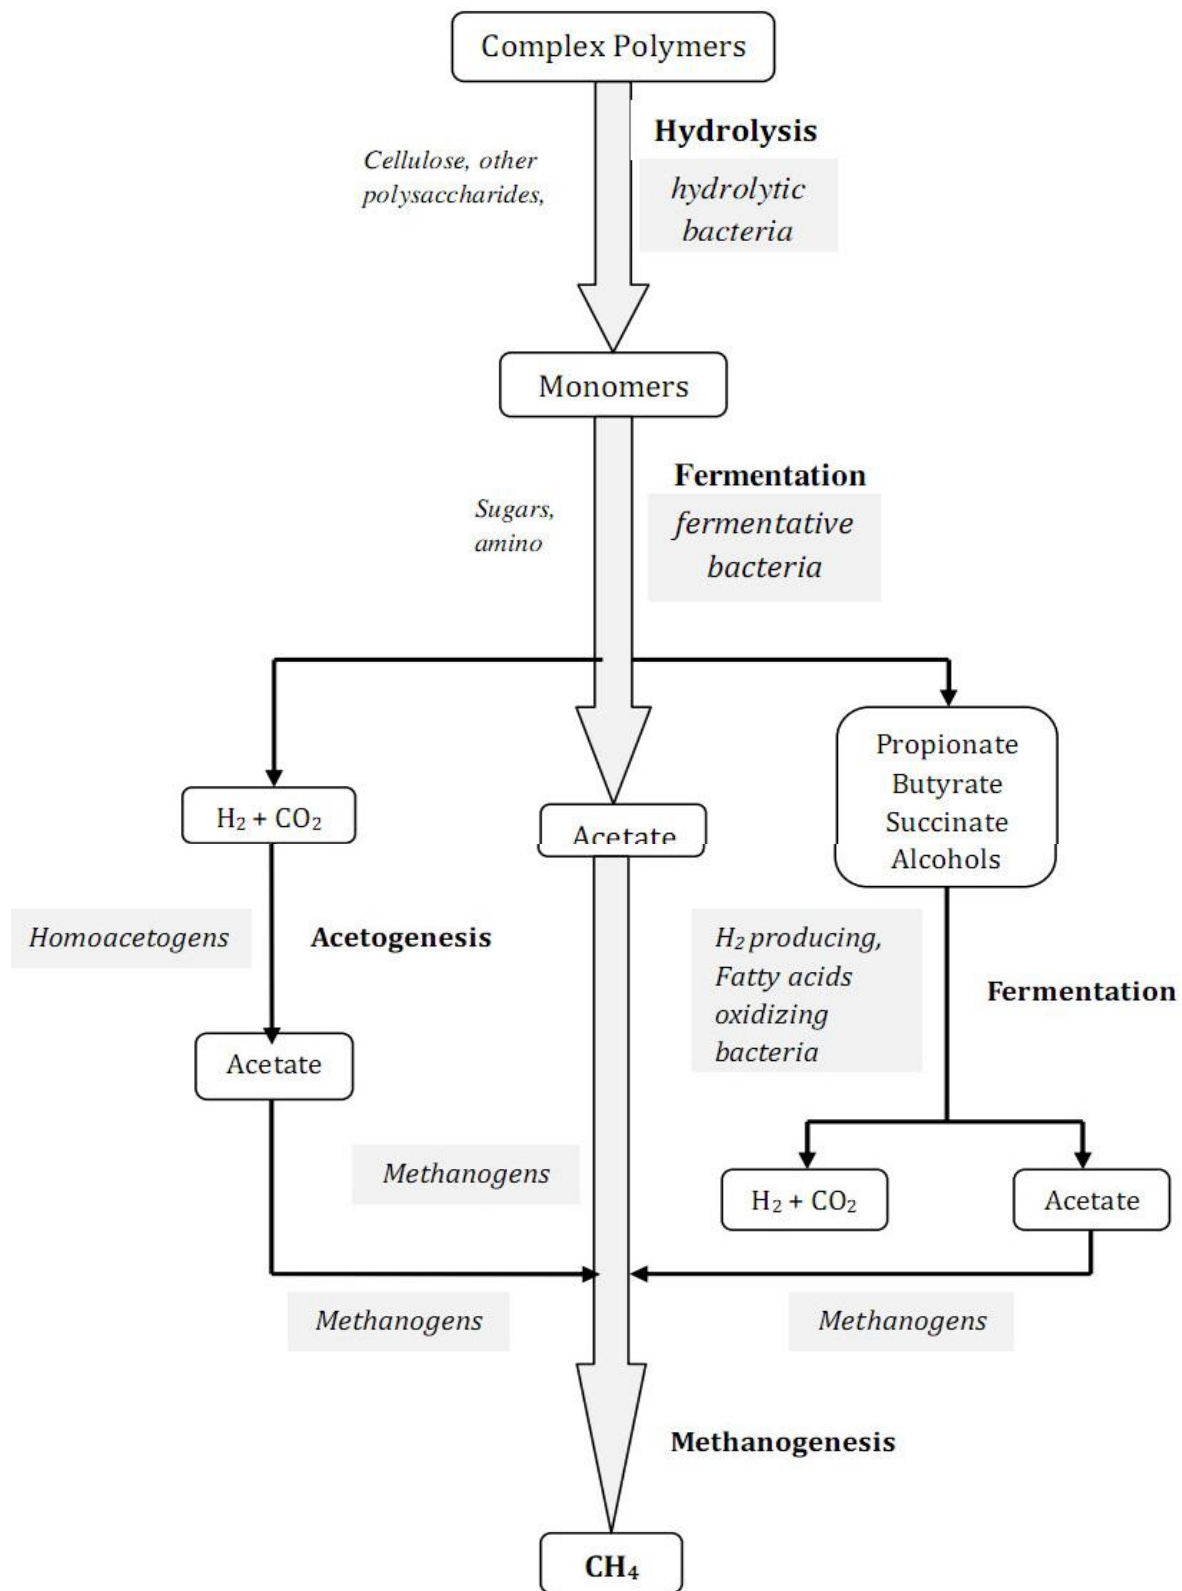 Complex Polymers
Hydrolysis
Cellulose, other
polysaccharides,
hydrolytic
bacteria
Monomers
Fermentation
Sugars,
amino
fermentative
bacteria
Propionate
Butyrate
Succinate
Alcohols
H₂ + CO₂
Acetate
Homoacetogens
Acetogenesis
H₂ producing,
Fatty acids
oxidizing
bacteria
Fermentation
Acetate
Methanogens
H₂ + CO₂
Acetate
Methanogens
Methanogens
Methanogenesis
CH₄